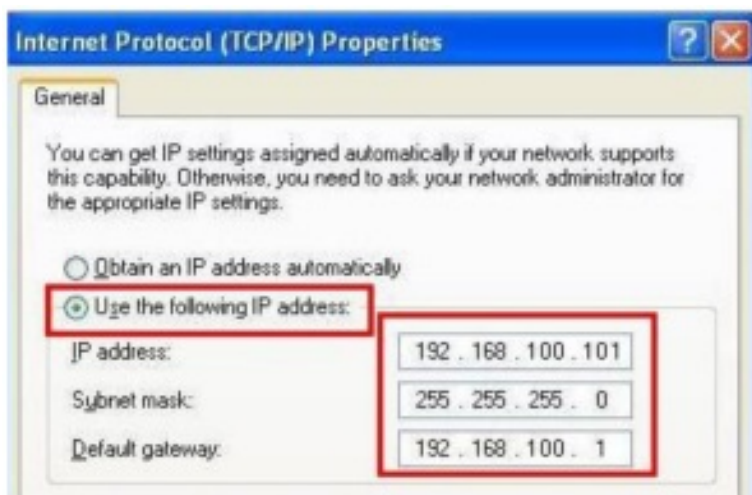 Internet Protocol (TCP/IP) Properties
General
You can get IP settings assigned automatically if your network supports
this capability. Otherwise, you need to ask your network administrator for
the appropriate IP settings.
Obtain an IP address automatically
Use the following IP address:
IP address: 192 . 168 . 100 . 101
Subnet mask: 255 . 255 . 255 . 0
Default gateway: 192 . 168 . 100 . 1